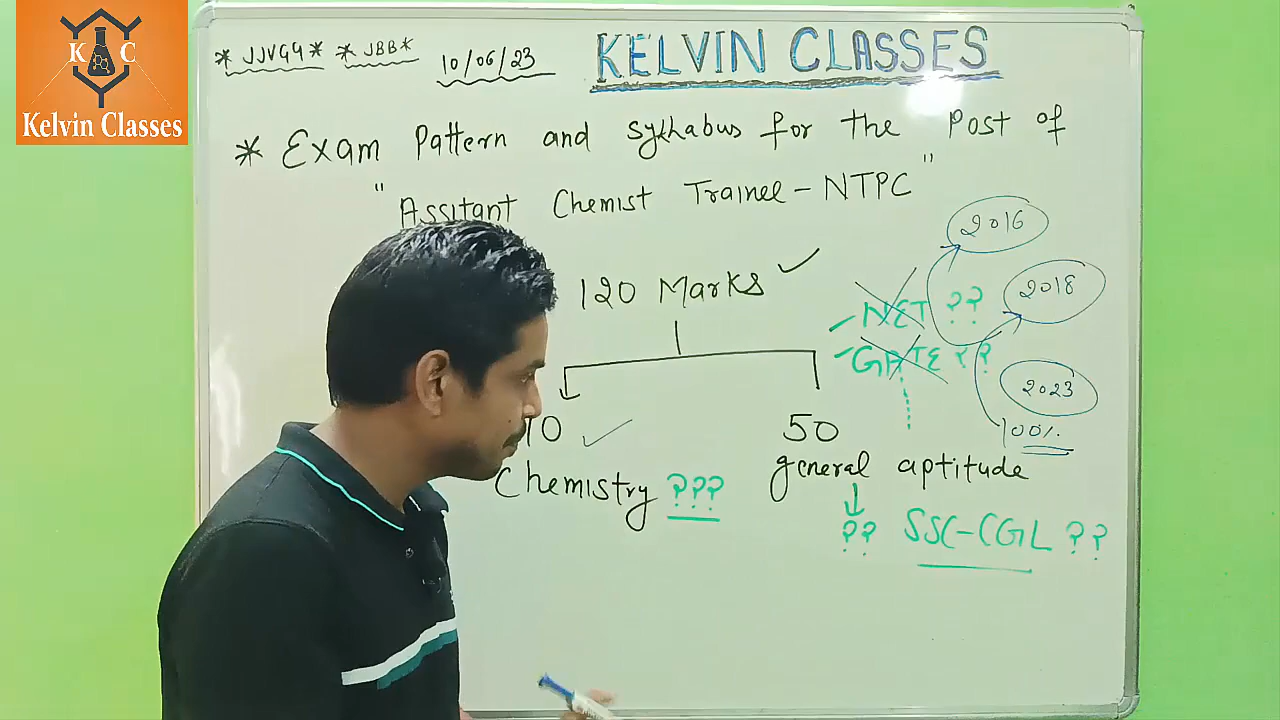 K C
Kelvin Classes
* JJVG4* * JBB* 10/06/23
KELVIN CLASSES
* Exam Pattern and Syllabus for the Post of
"Assitant Chemist Trainee - NTPC"
2016
120 Marks ✓
2018
NET ??
GATE ??
2023
70 ✓
50
100%
Chemistry ???
general aptitude
?? SSC-CGL ??